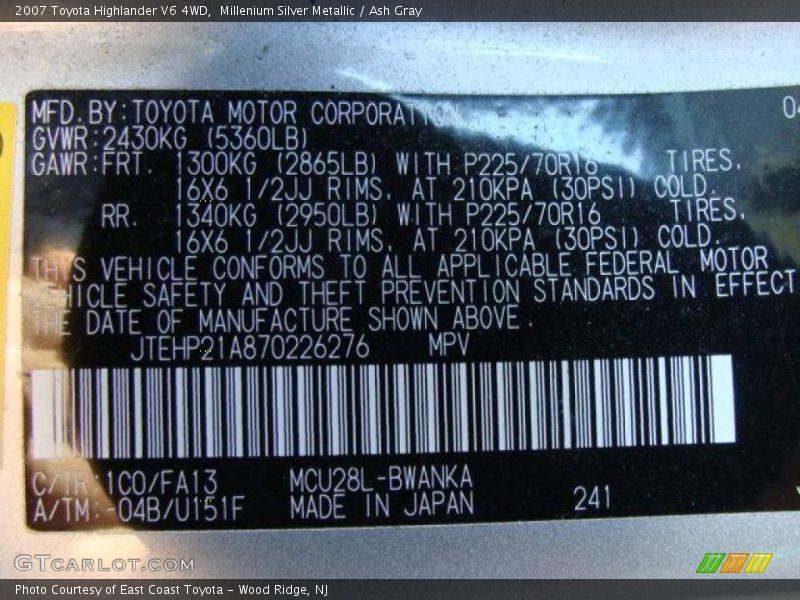 2007 Toyota Highlander V6 4WD,  Millenium Silver Metallic / Ash Gray
MFD.BY:TOYOTA MOTOR CORPORATION
GVWR:2430KG (5360LB)
GAWR:FRT. 1300KG (2865LB) WITH P225/70R16 TIRES.
16X6 1/2JJ RIMS, AT 210KPA (30PSI) COLD.
RR. 1340KG (2950LB) WITH P225/70R16 TIRES.
16X6 1/2JJ RIMS, AT 210KPA (30PSI) COLD.
THIS VEHICLE CONFORMS TO ALL APPLICABLE FEDERAL MOTOR
VEHICLE SAFETY AND THEFT PREVENTION STANDARDS IN EFFECT
THE DATE OF MANUFACTURE SHOWN ABOVE.
JTEHP21A870226276 MPV
C/TR:1C0/FA13 MCU28L-BWANKA
A/TM:-04B/U151F MADE IN JAPAN 241
GTCARLOT.COM
Photo Courtesy of East Coast Toyota – Wood Ridge, NJ